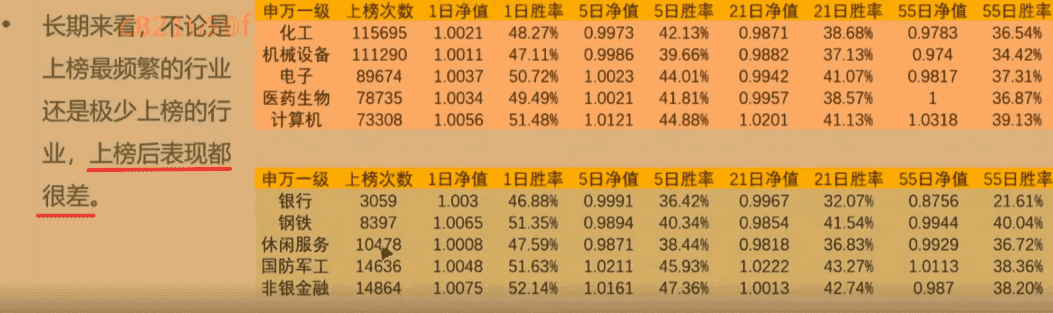 • 长期来看，不论是
上榜最频繁的行业
还是极少上榜的行
业，上榜后表现都
很差。
申万一级 上榜次数 1日净值 1日胜率 5日净值 5日胜率 21日净值 21日胜率 55日净值 55日胜率
化工 115695 1.0021 48.27% 0.9973 42.13% 0.9871 38.68% 0.9783 36.54%
机械设备 111290 1.0011 47.11% 0.9986 39.66% 0.9882 37.13% 0.974 34.42%
电子 89674 1.0037 50.72% 1.0023 44.01% 0.9942 41.07% 0.9817 37.31%
医药生物 78735 1.0034 49.49% 1.0021 41.81% 0.9957 38.57% 1 36.87%
计算机 73308 1.0056 51.48% 1.0121 44.88% 1.0201 41.13% 1.0318 39.13%
申万一级 上榜次数 1日净值 1日胜率 5日净值 5日胜率 21日净值 21日胜率 55日净值 55日胜率
银行 3059 1.003 46.88% 0.9991 36.42% 0.9967 32.07% 0.8756 21.61%
钢铁 8397 1.0065 51.35% 0.9894 40.34% 0.9854 41.54% 0.9944 40.04%
休闲服务 10478 1.0008 47.59% 0.9871 38.44% 0.9818 36.83% 0.9929 36.72%
国防军工 14636 1.0048 51.63% 1.0211 45.93% 1.0222 43.27% 1.0113 38.36%
非银金融 14864 1.0075 52.14% 1.0161 47.36% 1.0013 42.74% 0.987 38.20%